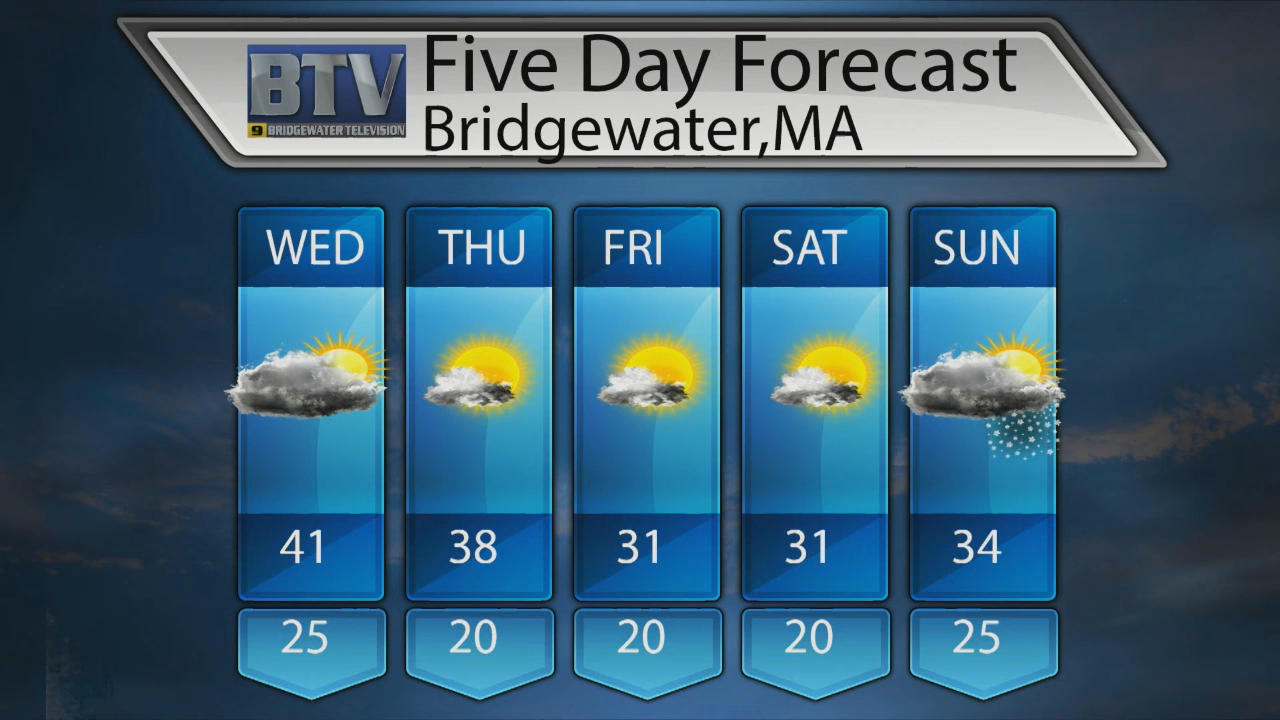 BTV
9 BRIDGEWATER TELEVISION
Five Day Forecast
Bridgewater,MA
WED THU FRI SAT SUN
41 38 31 31 34
25 20 20 20 25